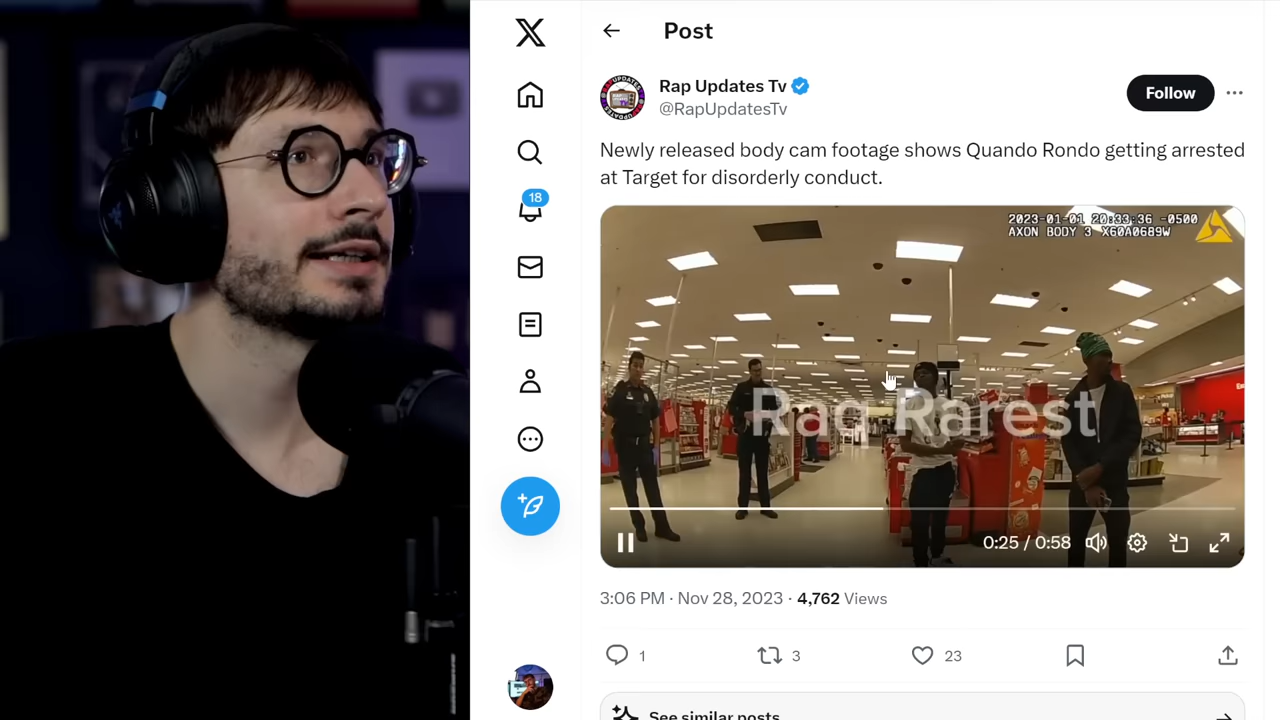 Post
Rap Updates Tv
@RapUpdatesTv
Follow
Newly released body cam footage shows Quando Rondo getting arrested
at Target for disorderly conduct.
18
2023-01-01 20:33:36 -0500
AXON BODY 3 X60A0689W
Raq Rarest
0:25 / 0:58
3:06 PM · Nov 28, 2023 · 4,762 Views
1
3
23
See similar posts